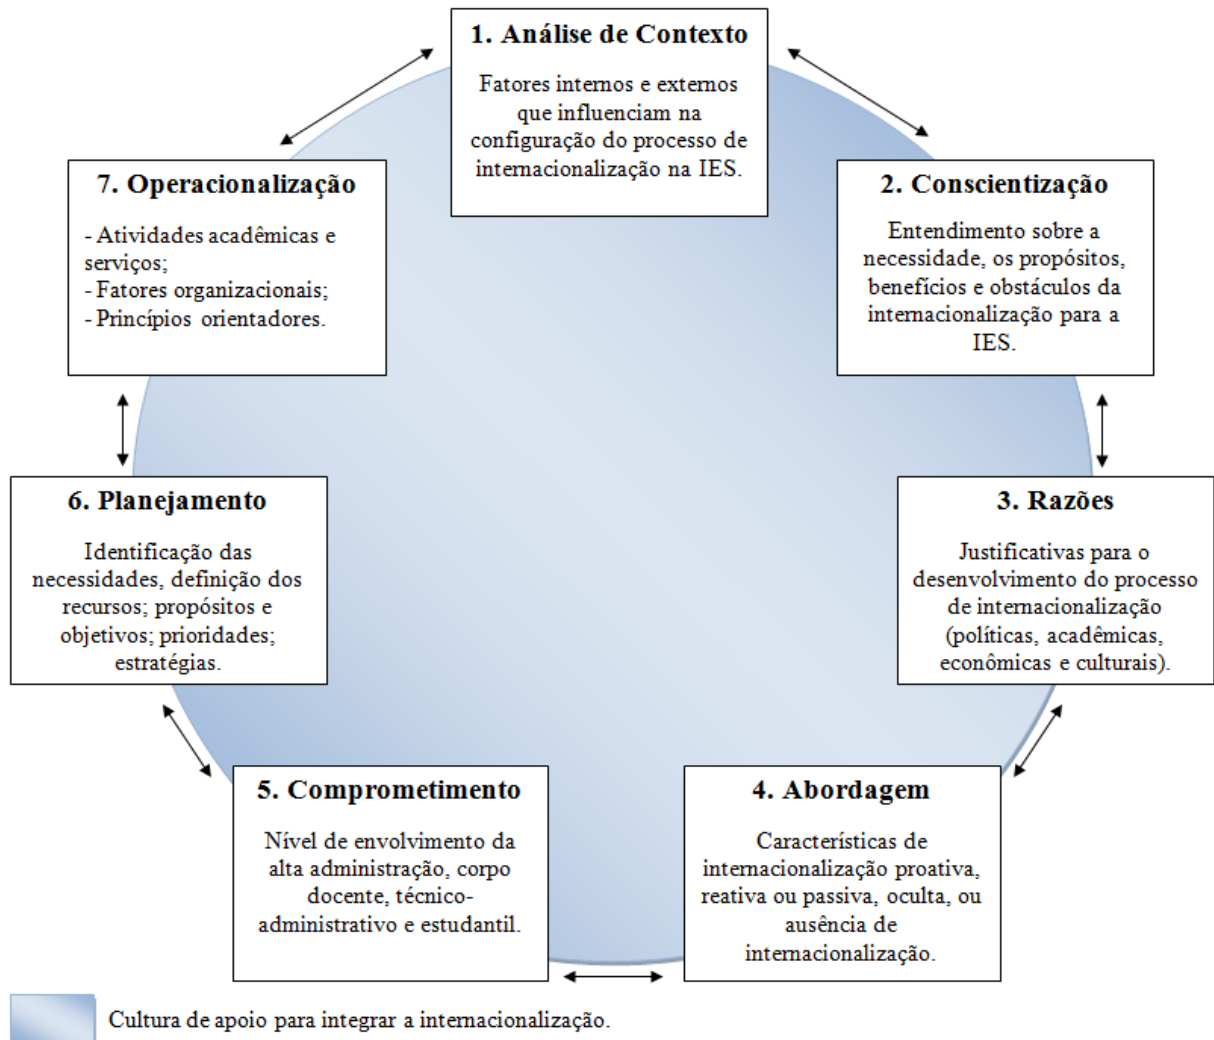 1. Análise de Contexto
Fatores internos e externos
que influenciam na
configuração do processo de
internacionalização na IES.
2. Conscientização
Entendimento sobre a
necessidade, os propósitos,
benefícios e obstáculos da
internacionalização para a
IES.
3. Razões
Justificativas para o
desenvolvimento do processo
de internacionalização
(políticas, acadêmicas,
econômicas e culturais).
4. Abordagem
Características de
internacionalização proativa,
reativa ou passiva, oculta, ou
ausência de
internacionalização.
5. Comprometimento
Nível de envolvimento da
alta administração, corpo
docente, técnico-
administrativo e estudantil.
6. Planejamento
Identificação das
necessidades, definição dos
recursos; propósitos e
objetivos; prioridades;
estratégias.
7. Operacionalização
- Atividades acadêmicas e
serviços;
- Fatores organizacionais;
- Princípios orientadores.
Cultura de apoio para integrar a internacionalização.